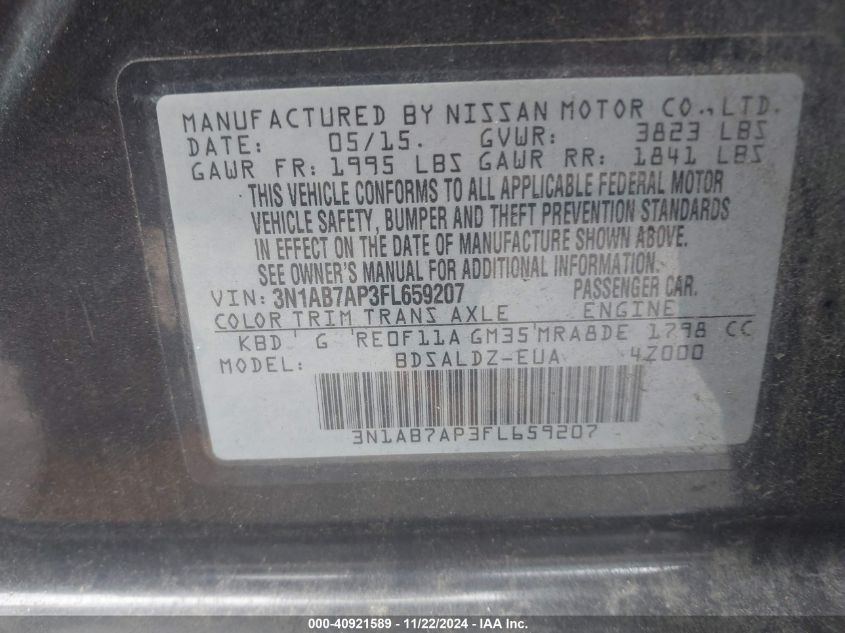 MANUFACTURED BY NISSAN MOTOR CO., LTD.
DATE: 05/15. GVWR: 3823 LBS
GAWR FR: 1995 LBS GAWR RR: 1841 LBS
THIS VEHICLE CONFORMS TO ALL APPLICABLE FEDERAL MOTOR
VEHICLE SAFETY, BUMPER AND THEFT PREVENTION STANDARDS
IN EFFECT ON THE DATE OF MANUFACTURE SHOWN ABOVE.
SEE OWNER'S MANUAL FOR ADDITIONAL INFORMATION.
VIN: 3N1AB7AP3FL659207 PASSENGER CAR.
COLOR TRIM TRANS AXLE ENGINE
KBD ' G 'RE0F11A GM35'MRA8DE 1798 CC
MODEL: BDSALDZ-EUA 4Z000
3N1AB7AP3FL659207
000-40921589 - 11/22/2024 - COPYRIGHT IAA, LLC.